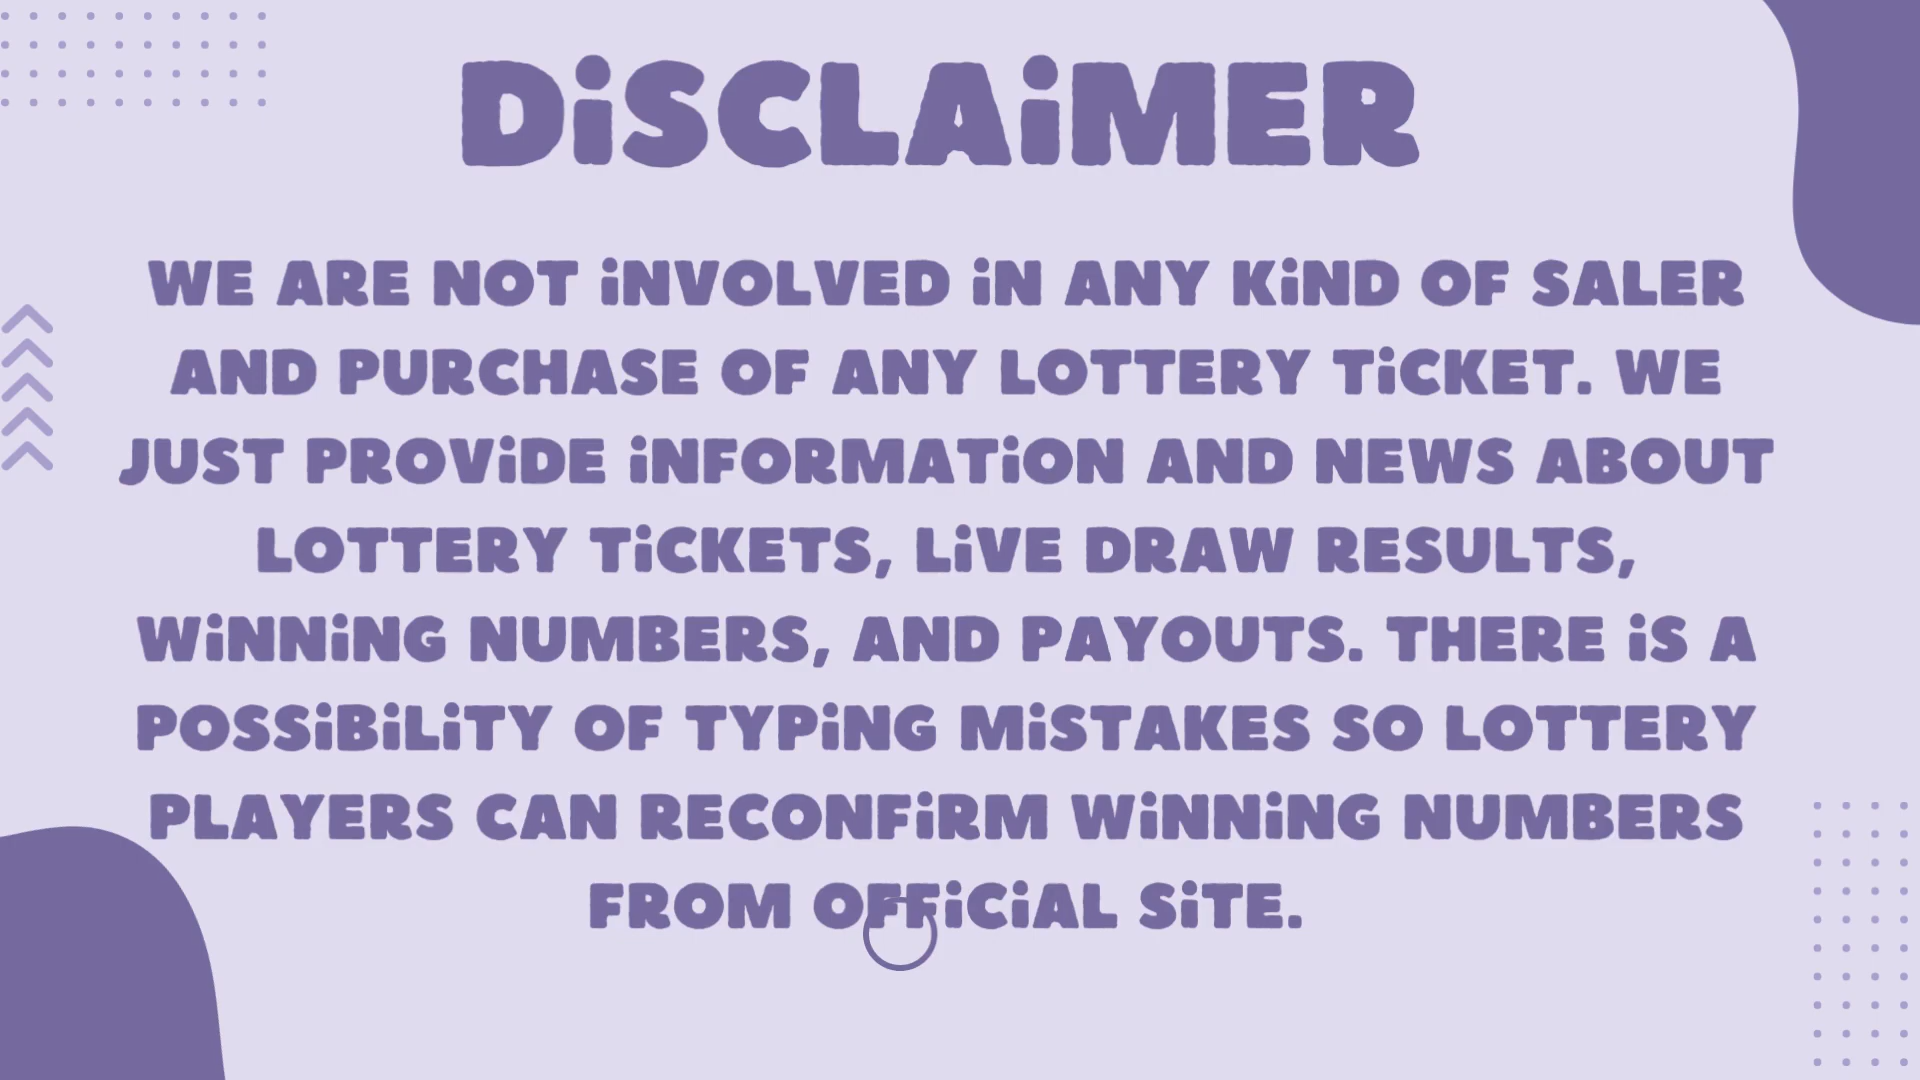 DiSCLAiMER
WE ARE NOT iNVOLVED iN ANY KiND OF SALER
AND PURCHASE OF ANY LOTTERY TiCKET. WE
JUST PROViDE iNFORMATiON AND NEWS ABOUT
LOTTERY TiCKETS, LiVE DRAW RESULTS,
WiNNiNG NUMBERS, AND PAYOUTS. THERE iS A
POSSiBiLiTY OF TYPiNG MiSTAKES SO LOTTERY
PLAYERS CAN RECONFiRM WiNNiNG NUMBERS
FROM OFFiCiAL SiTE.